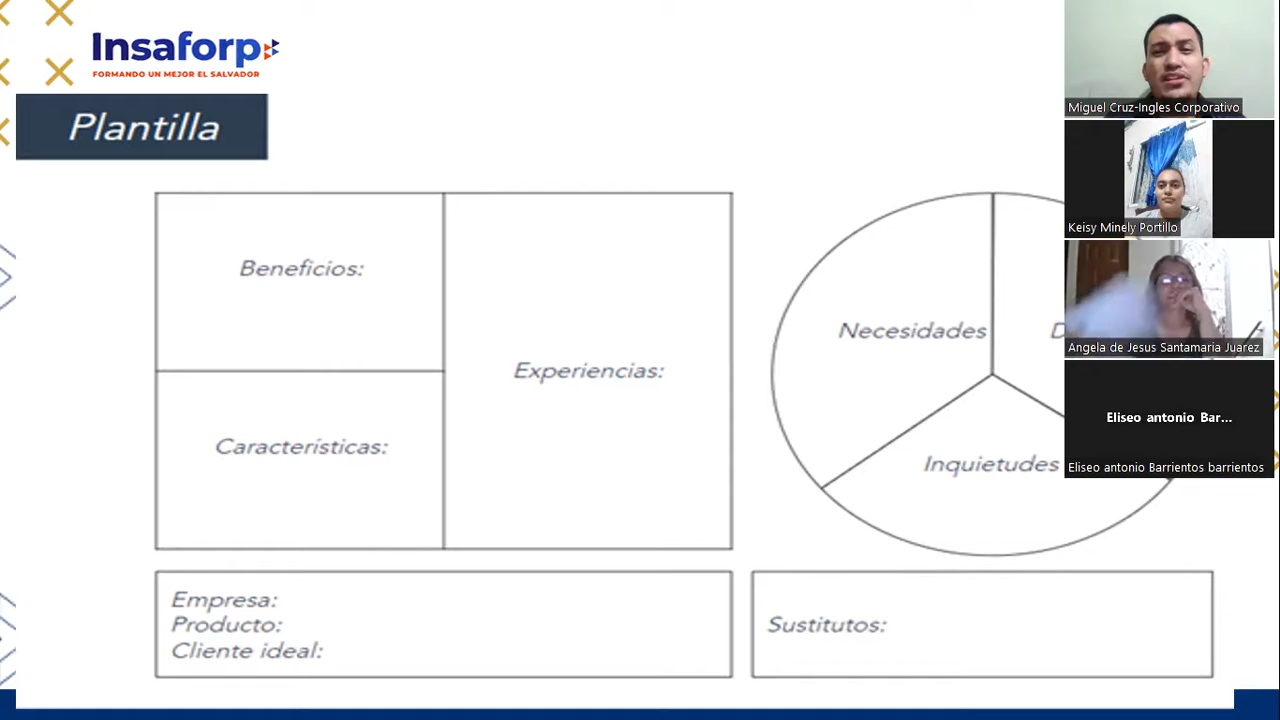 Insaforp
FORMANDO UN MEJOR EL SALVADOR
Plantilla
Beneficios:
Experiencias:
Características:
Necesidades
D
Inquietudes
Empresa:
Producto:
Cliente ideal:
Sustitutos:
Miguel Cruz-Ingles Corporativo
Keisy Minely Portillo
Angela de Jesus Santamaria Juarez
Eliseo antonio Bar...
Eliseo antonio Barrientos barrientos